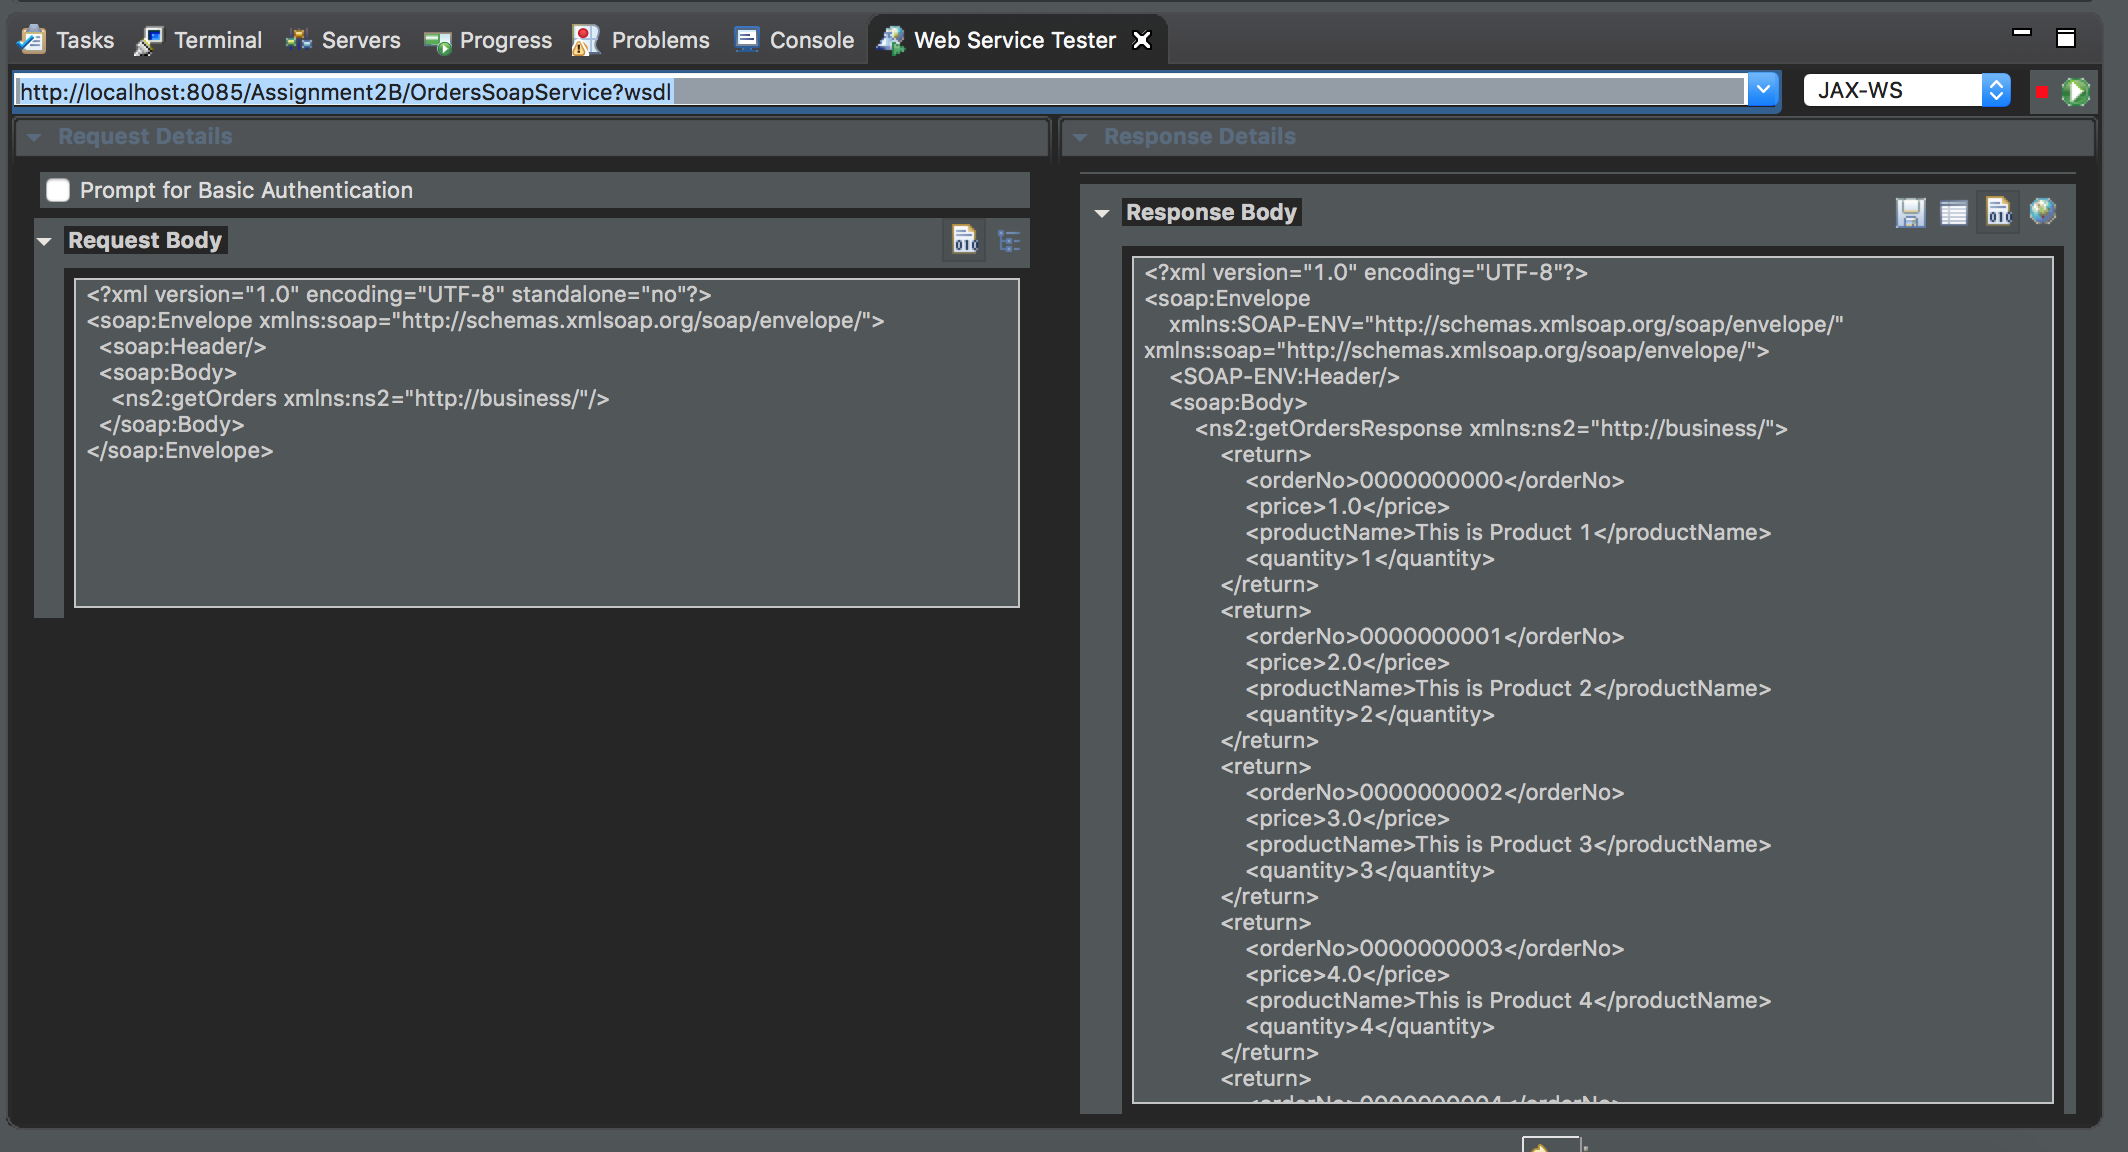 Tasks Terminal Servers Progress Problems Console Web Service Tester
http://localhost:8085/Assignment2B/OrdersSoapService?wsdl JAX-WS
Request Details
Prompt for Basic Authentication
Request Body
<?xml version="1.0" encoding="UTF-8" standalone="no"?>
<soap:Envelope xmlns:soap="http://schemas.xmlsoap.org/soap/envelope/">
<soap:Header/>
<soap:Body>
<ns2:getOrders xmlns:ns2="http://business/"/>
</soap:Body>
</soap:Envelope>
Response Details
Response Body
<?xml version="1.0" encoding="UTF-8"?>
<soap:Envelope
xmlns:SOAP-ENV="http://schemas.xmlsoap.org/soap/envelope/"
xmlns:soap="http://schemas.xmlsoap.org/soap/envelope/">
<SOAP-ENV:Header/>
<soap:Body>
<ns2:getOrdersResponse xmlns:ns2="http://business/">
<return>
<orderNo>0000000000</orderNo>
<price>1.0</price>
<productName>This is Product 1</productName>
<quantity>1</quantity>
</return>
<return>
<orderNo>0000000001</orderNo>
<price>2.0</price>
<productName>This is Product 2</productName>
<quantity>2</quantity>
</return>
<return>
<orderNo>0000000002</orderNo>
<price>3.0</price>
<productName>This is Product 3</productName>
<quantity>3</quantity>
</return>
<return>
<orderNo>0000000003</orderNo>
<price>4.0</price>
<productName>This is Product 4</productName>
<quantity>4</quantity>
</return>
<return>
<orderNo>0000000004</orderNo>